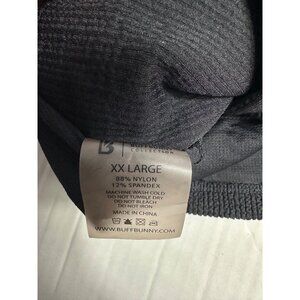 COLLECTION
XX LARGE
88% NYLON
12% SPANDEX
MACHINE WASH COLD
DO NOT TUMBLE DRY
DO NOT BLEACH
DO NOT IRON
MADE IN CHINA
WWW.BUFFBUNNY.COM